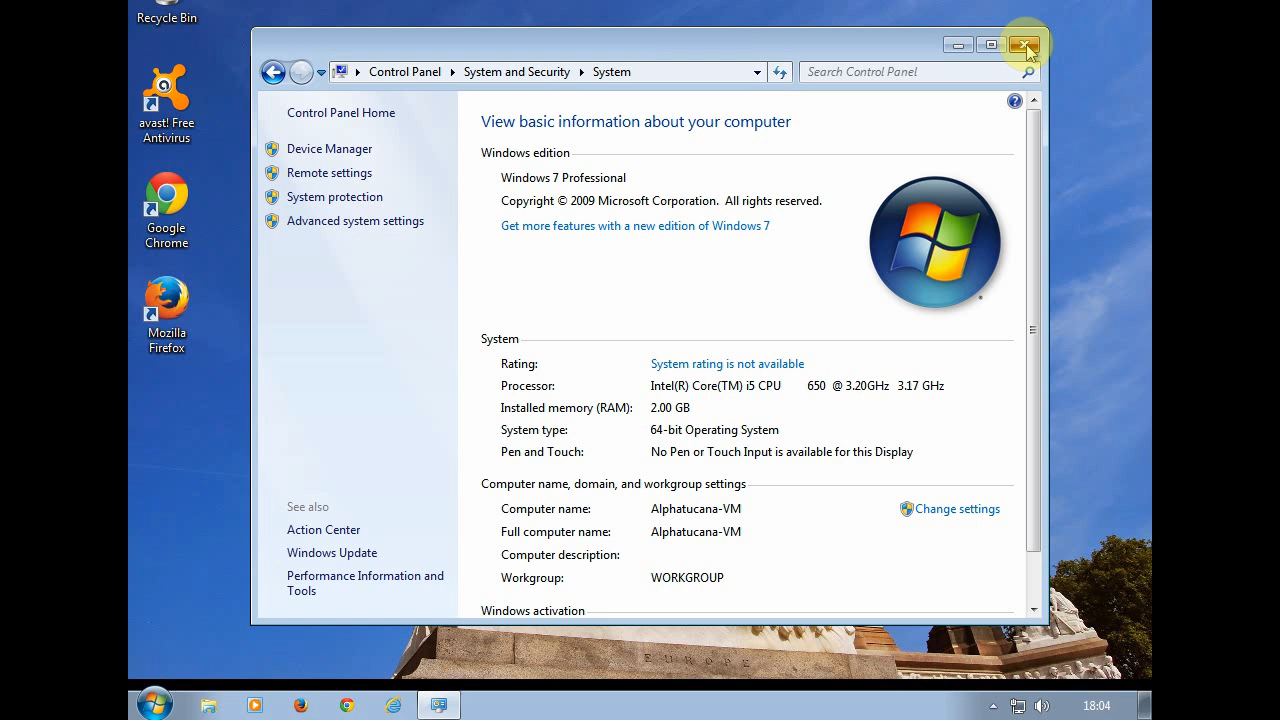 Recycle Bin
avast! Free
Antivirus
Google
Chrome
Mozilla
Firefox
Control Panel
System and Security
System
Search Control Panel
Control Panel Home
Device Manager
Remote settings
System protection
Advanced system settings
See also
Action Center
Windows Update
Performance Information and
Tools
View basic information about your computer
Windows edition
Windows 7 Professional
Copyright © 2009 Microsoft Corporation. All rights reserved.
Get more features with a new edition of Windows 7
System
Rating: System rating is not available
Processor: Intel(R) Core(TM) i5 CPU 650 @ 3.20GHz 3.17 GHz
Installed memory (RAM): 2.00 GB
System type: 64-bit Operating System
Pen and Touch: No Pen or Touch Input is available for this Display
Computer name, domain, and workgroup settings
Computer name: Alphatucana-VM
Change settings
Full computer name: Alphatucana-VM
Computer description:
Workgroup: WORKGROUP
Windows activation
EUROPE
18:04